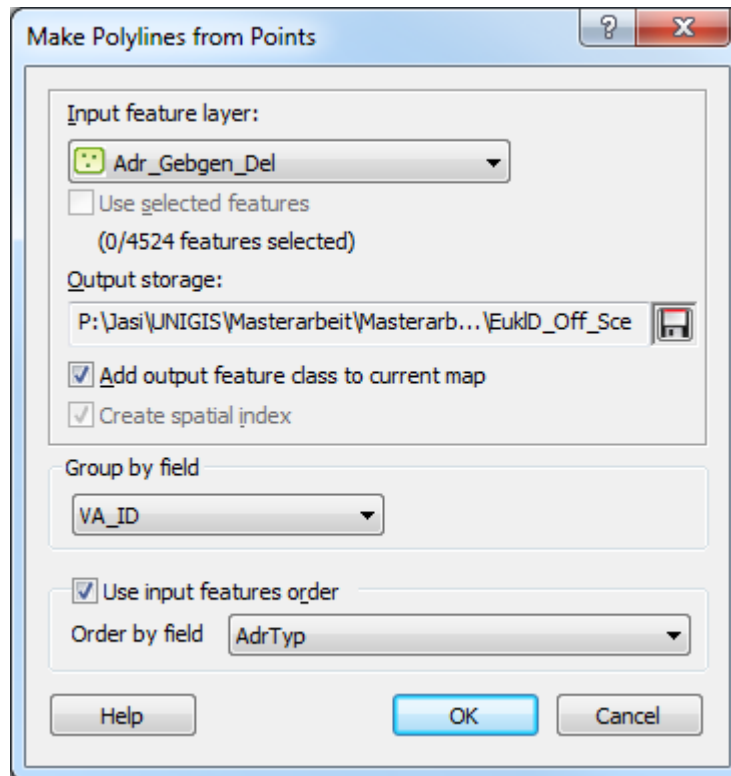 Make Polylines from Points
Input feature layer:
Adr_Gebgen_Del
Use selected features
(0/4524 features selected)
Output storage:
P:\Jasi\UNIGIS\Masterarbeit\Masterarb...\EuklD_Off_Sce
Add output feature class to current map
Create spatial index
Group by field
VA_ID
Use input features order
Order by field AdrTyp
Help OK Cancel